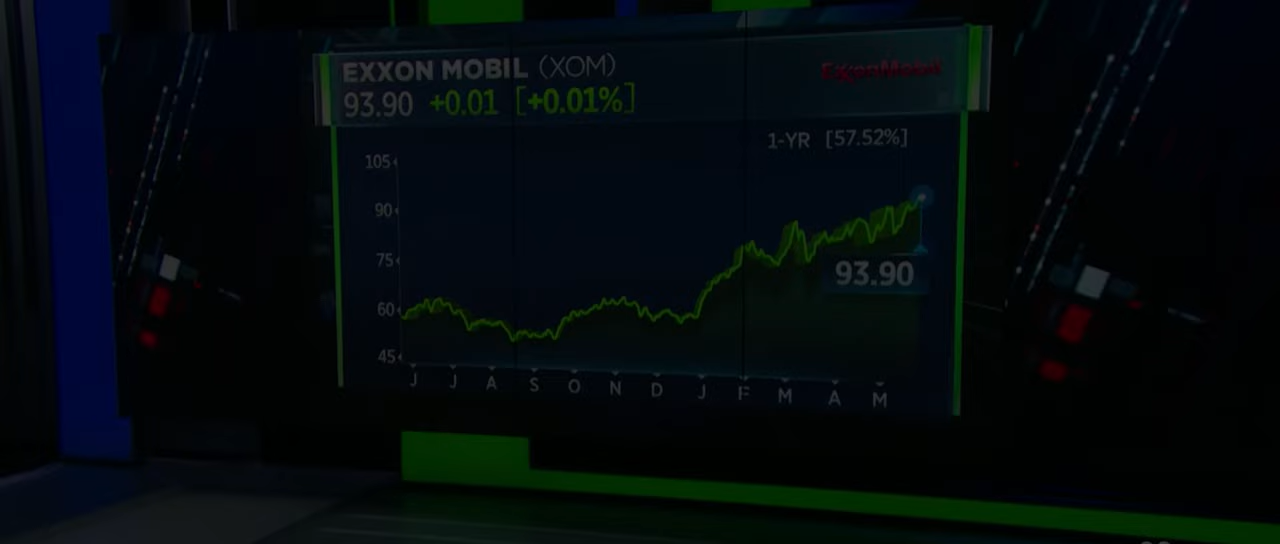 EXXON MOBIL (XOM)
ExxonMobil
93.90 +0.01 [+0.01%]
1-YR [57.52%]
105
90
75
60
45
93.90
J J A S O N D J F M A M